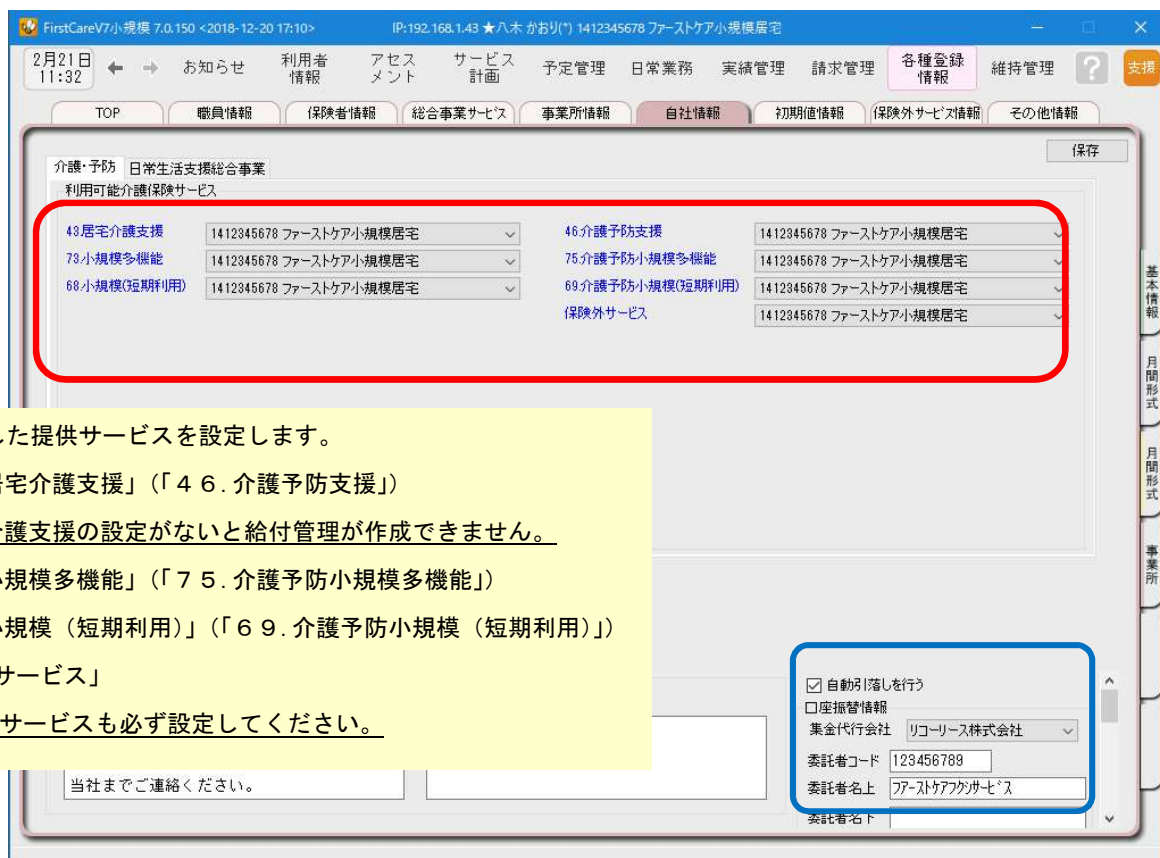 FirstCareV7小規模 7.0.150 <2018-12-20 17:10> IP:192.168.1.43 ★八木 かおり(*) 1412345678 ファーストケア小規模居宅
2月21日
11:32
お知らせ 利用者情報 アセスメント サービス計画 予定管理 日常業務 実績管理 請求管理 各種登録情報 維持管理 ? 支援
TOP 職員情報 保険者情報 総合事業サービス 事業所情報 自社情報 初期値情報 保険外サービス情報 その他情報
保存
介護・予防 日常生活支援総合事業
利用可能介護保険サービス
43.居宅介護支援 1412345678 ファーストケア小規模居宅 46.介護予防支援 1412345678 ファーストケア小規模居宅
73.小規模多機能 1412345678 ファーストケア小規模居宅 75.介護予防小規模多機能 1412345678 ファーストケア小規模居宅
68.小規模(短期利用) 1412345678 ファーストケア小規模居宅 69.介護予防小規模(短期利用) 1412345678 ファーストケア小規模居宅
保険外サービス 1412345678 ファーストケア小規模居宅
基本情報
月間形式
月間形式
事業所
した提供サービスを設定します。
居宅介護支援」(「46.介護予防支援」)
介護支援の設定がないと給付管理が作成できません。
小規模多機能」(「75.介護予防小規模多機能」)
小規模(短期利用)」(「69.介護予防小規模(短期利用)」)
サービス」
サービスも必ず設定してください。
当社までご連絡ください。
自動引落しを行う
口座振替情報
集金代行会社 リコーリース株式会社
委託者コード 123456789
委託者名上 フアーストケアフクシサービス
委託者名下